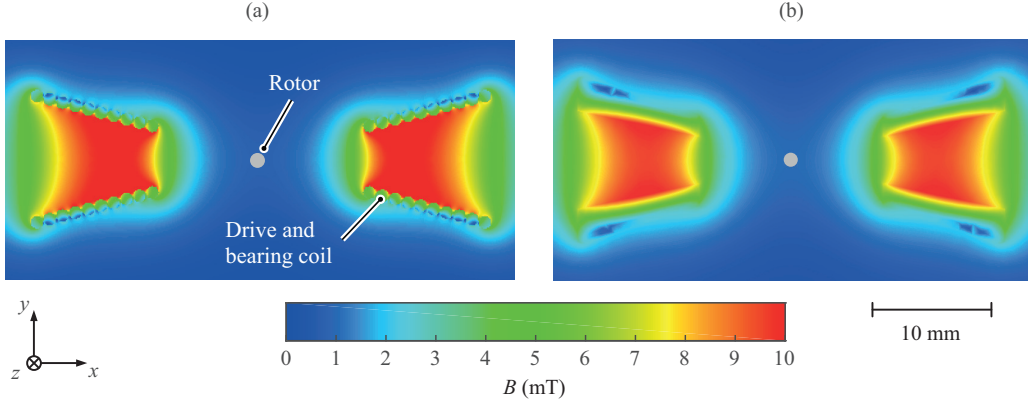 (a)
(b)
Rotor
Drive and
bearing coil
y
z
x
0 1 2 3 4 5 6 7 8 9 10
B (mT)
10 mm